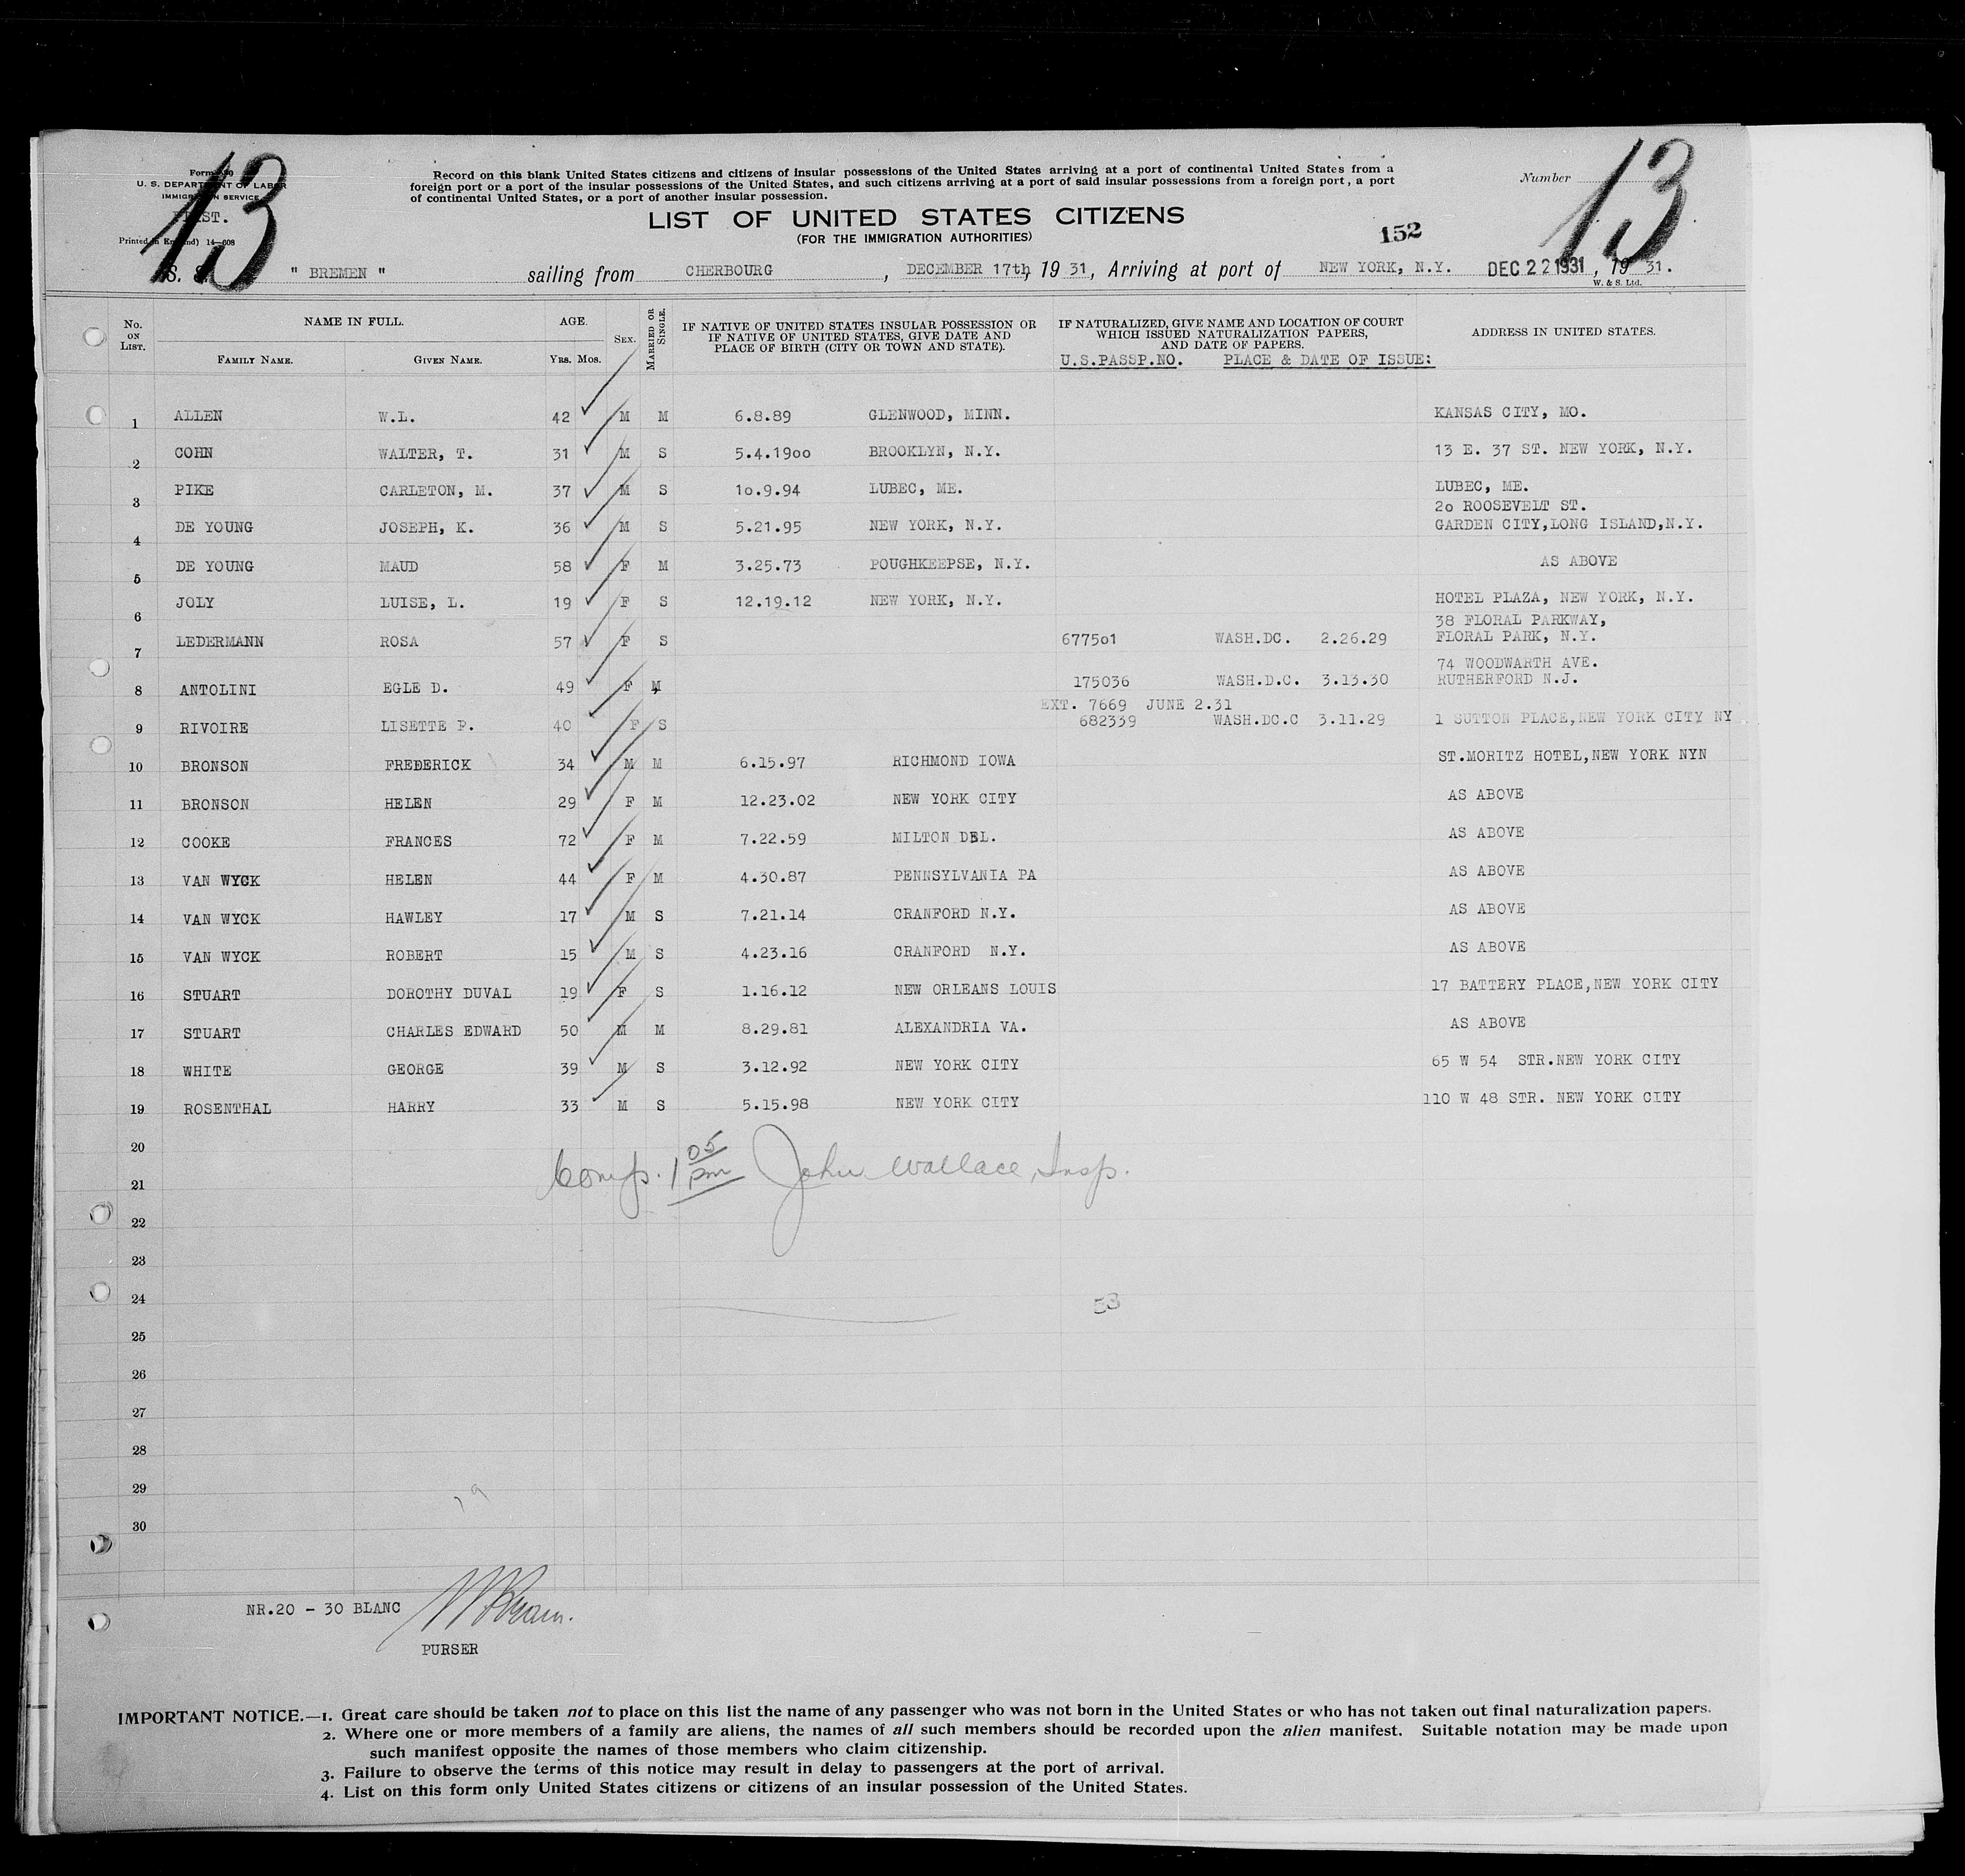 13
13
Form 630
U. S. DEPARTMENT OF LABOR
IMMIGRATION SERVICE
FIRST.
Printed in England) 14—608
Record on this blank United States citizens and citizens of insular possessions of the United States arriving at a port of continental United States from a
foreign port or a port of the insular possessions of the United States, and such citizens arriving at a port of said insular possessions from a foreign port, a port
of continental United States, or a port of another insular possession.
Number
LIST OF UNITED STATES CITIZENS
(FOR THE IMMIGRATION AUTHORITIES)
152
S. S. " BREMEN " sailing from CHERBOURG, DECEMBER 17th, 19 31, Arriving at port of NEW YORK, N.Y. DEC 22 1931, 19 31.
W. & S. Ltd.
No. ON LIST. NAME IN FULL. FAMILY NAME. GIVEN NAME. AGE. YRS. MOS. SEX. MARRIED OR SINGLE. IF NATIVE OF UNITED STATES INSULAR POSSESSION OR IF NATIVE OF UNITED STATES, GIVE DATE AND PLACE OF BIRTH (CITY OR TOWN AND STATE). IF NATURALIZED, GIVE NAME AND LOCATION OF COURT WHICH ISSUED NATURALIZATION PAPERS, AND DATE OF PAPERS. ADDRESS IN UNITED STATES.
U.S.PASSP.NO. PLACE & DATE OF ISSUE:
1 ALLEN W.L. 42 M M 6.8.89 GLENWOOD, MINN. KANSAS CITY, MO.
2 COHN WALTER, T. 31 M S 5.4.19oo BROOKLYN, N.Y. 13 E. 37 ST. NEW YORK, N.Y.
3 PIKE CARLETON, M. 37 M S 1o.9.94 LUBEC, ME. LUBEC, ME.
2o ROOSEVELT ST.
4 DE YOUNG JOSEPH, K. 36 M S 5.21.95 NEW YORK, N.Y. GARDEN CITY,LONG ISLAND,N.Y.
5 DE YOUNG MAUD 58 F M 3.25.73 POUGHKEEPSE, N.Y. AS ABOVE
6 JOLY LUISE, L. 19 F S 12.19.12 NEW YORK, N.Y. HOTEL PLAZA, NEW YORK, N.Y.
38 FLORAL PARKWAY,
7 LEDERMANN ROSA 57 F S 6775o1 WASH.DC. 2.26.29 FLORAL PARK, N.Y.
74 WOODWARTH AVE.
8 ANTOLINI EGLE D. 49 F M 175036 WASH.D.C. 3.13.30 RUTHERFORD N.J.
EXT. 7669 JUNE 2.31
9 RIVOIRE LISETTE P. 40 F S 682339 WASH.DC.C 3.11.29 1 SUTTON PLACE,NEW YORK CITY NY
10 BRONSON FREDERICK 34 M M 6.15.97 RICHMOND IOWA ST.MORITZ HOTEL,NEW YORK NYN
11 BRONSON HELEN 29 F M 12.23.02 NEW YORK CITY AS ABOVE
12 COOKE FRANCES 72 F M 7.22.59 MILTON DEL. AS ABOVE
13 VAN WYCK HELEN 44 F M 4.30.87 PENNSYLVANIA PA AS ABOVE
14 VAN WYCK HAWLEY 17 M S 7.21.14 CRANFORD N.Y. AS ABOVE
15 VAN WYCK ROBERT 15 M S 4.23.16 CRANFORD N.Y. AS ABOVE
16 STUART DOROTHY DUVAL 19 F S 1.16.12 NEW ORLEANS LOUIS 17 BATTERY PLACE,NEW YORK CITY
17 STUART CHARLES EDWARD 50 M M 8.29.81 ALEXANDRIA VA. AS ABOVE
18 WHITE GEORGE 39 M S 3.12.92 NEW YORK CITY 65 W 54 STR.NEW YORK CITY
19 ROSENTHAL HARRY 33 M S 5.15.98 NEW YORK CITY 110 W 48 STR. NEW YORK CITY
20
Comp. 1 05 pm John Wallace, Insp.
21
22
23
24
53
25
26
27
28
29
19
30
NR.20 - 30 BLANC
PURSER
IMPORTANT NOTICE.—1. Great care should be taken not to place on this list the name of any passenger who was not born in the United States or who has not taken out final naturalization papers.
2. Where one or more members of a family are aliens, the names of all such members should be recorded upon the alien manifest. Suitable notation may be made upon
such manifest opposite the names of those members who claim citizenship.
3. Failure to observe the terms of this notice may result in delay to passengers at the port of arrival.
4. List on this form only United States citizens or citizens of an insular possession of the United States.